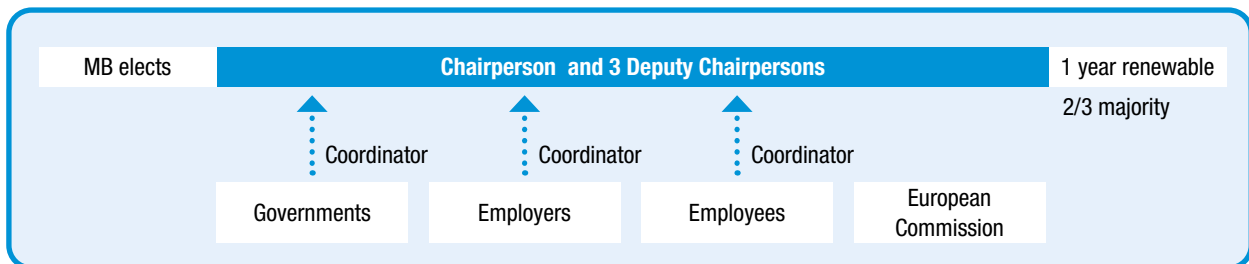 MB elects
Chairperson and 3 Deputy Chairpersons
1 year renewable
2/3 majority
Coordinator
Coordinator
Coordinator
Governments
Employers
Employees
European
Commission